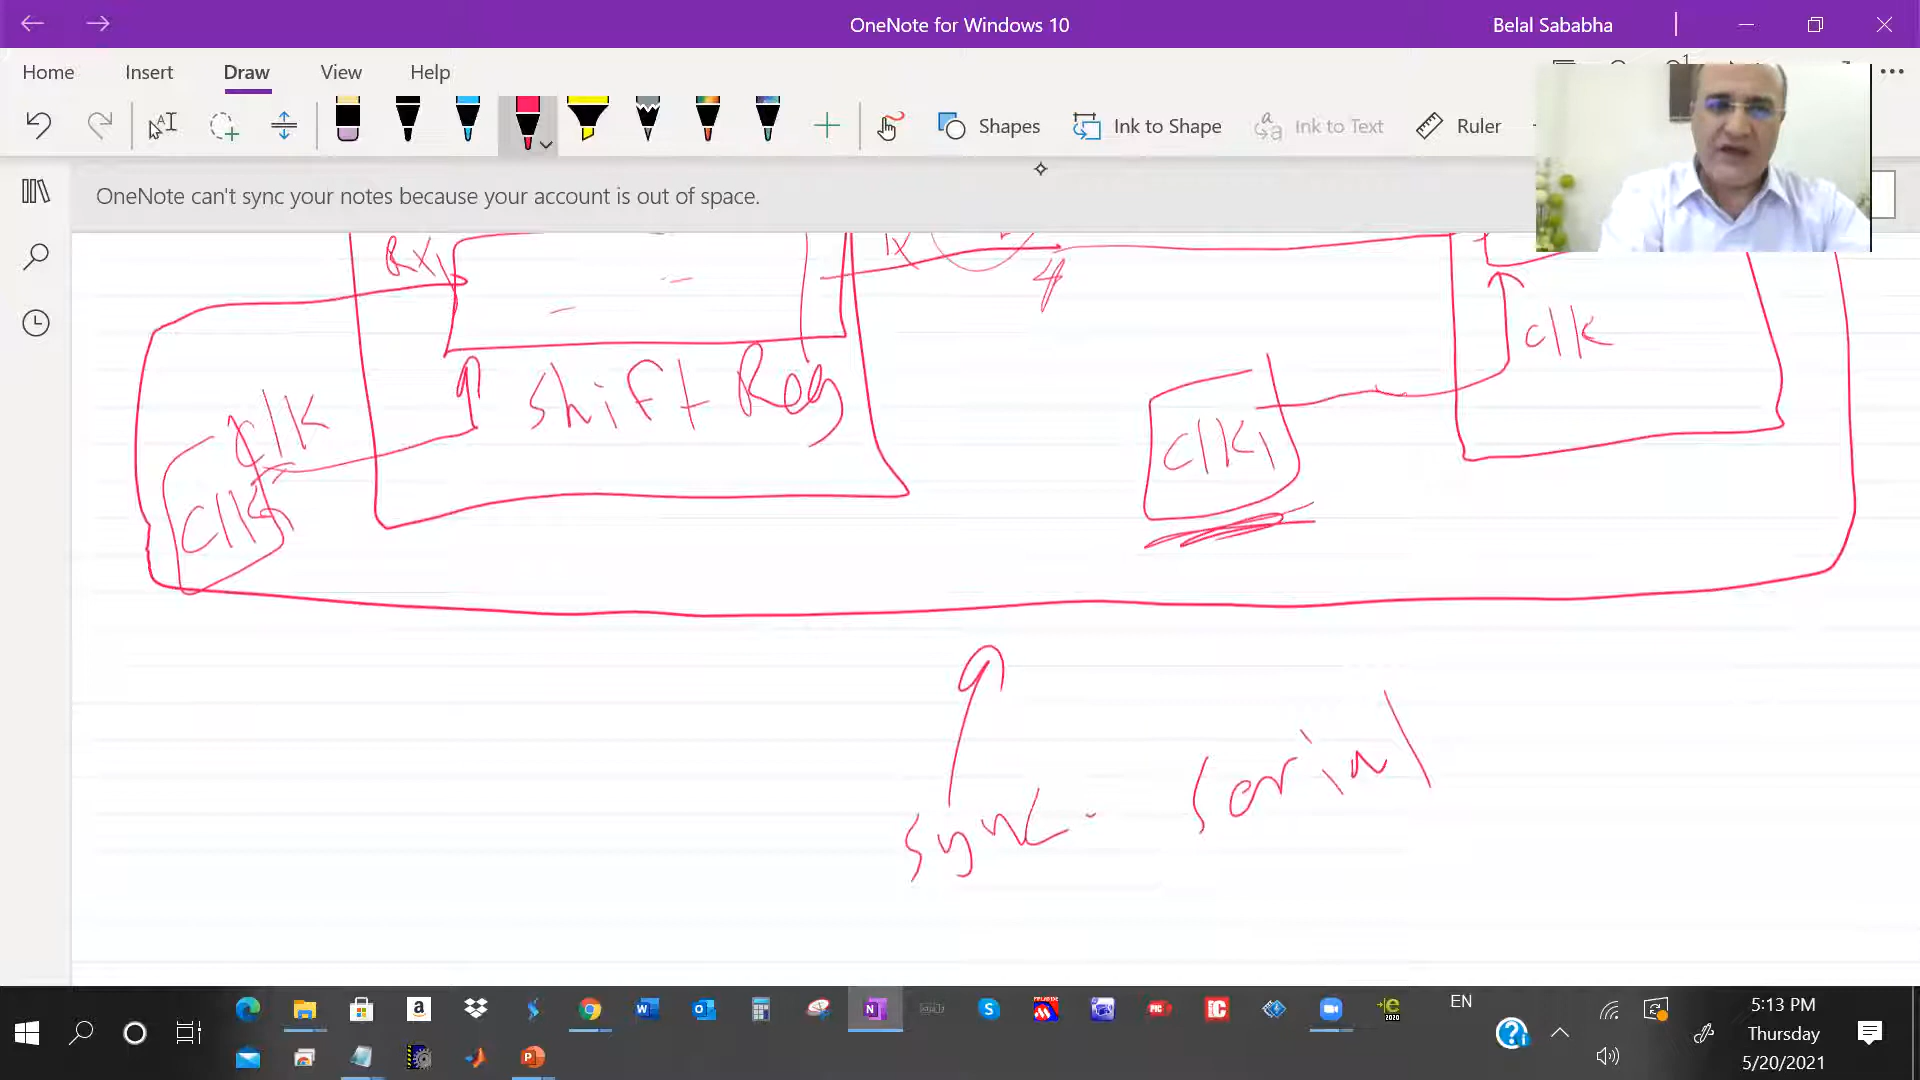 OneNote for Windows 10
Belal Sababha
Home Insert Draw View Help
Shapes Ink to Shape Ink to Text Ruler
OneNote can't sync your notes because your account is out of space.
Rx
Tx
4
clk
shift Reg
clk
clk
clk1
sync. serial
EN
5:13 PM
Thursday
5/20/2021